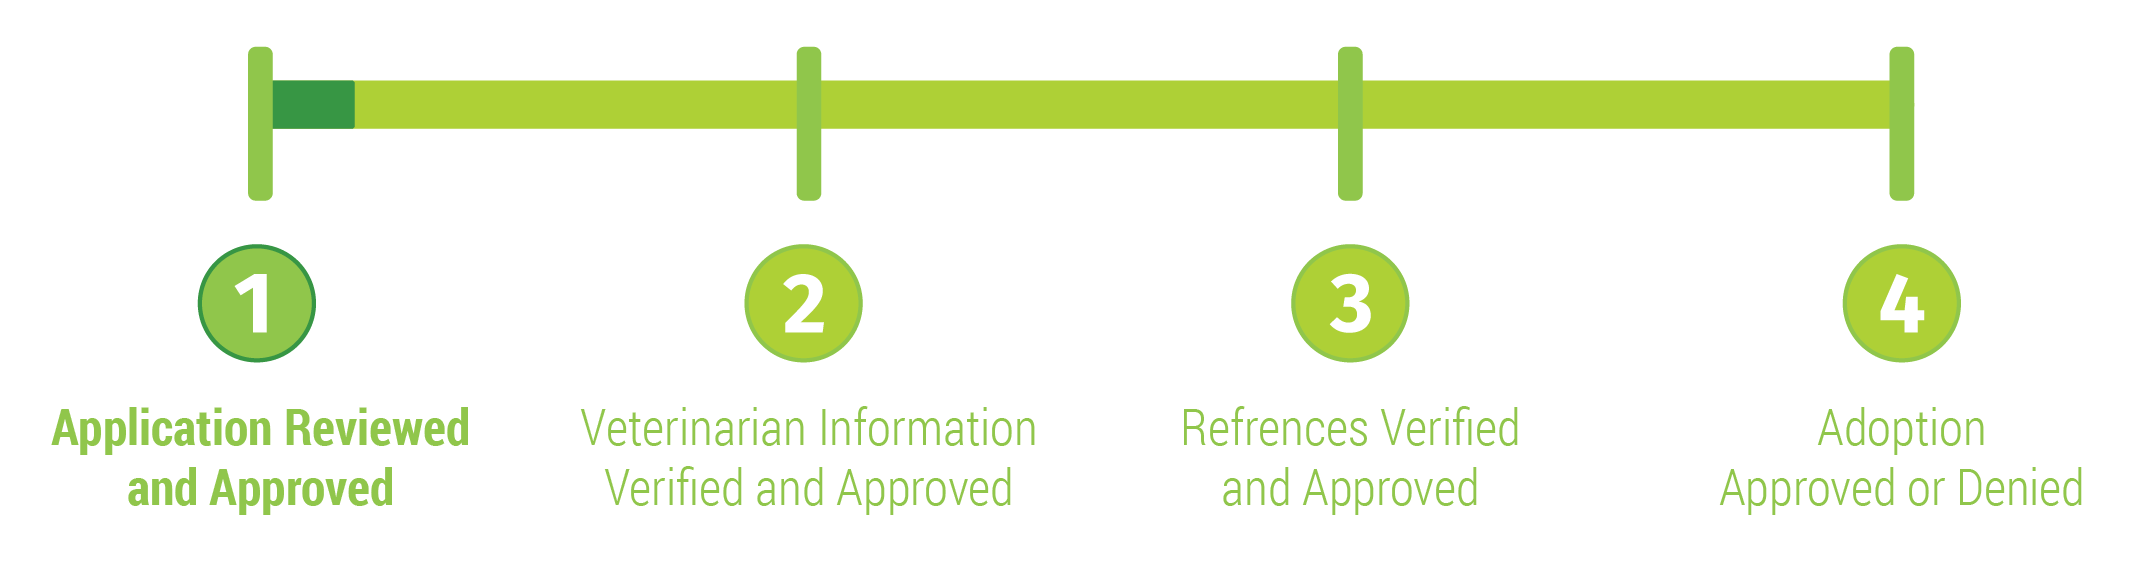 1
Application Reviewed
and Approved
2
Veterinarian Information
Verified and Approved
3
Refrences Verified
and Approved
4
Adoption
Approved or Denied